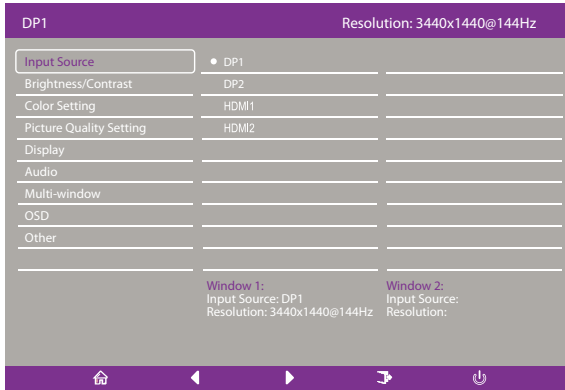 DP1 Resolution: 3440x1440@144Hz
Input Source DP1
Brightness/Contrast DP2
Color Setting HDMI1
Picture Quality Setting HDMI2
Display
Audio
Multi-window
OSD
Other
Window 1: Window 2:
Input Source: DP1 Input Source:
Resolution: 3440x1440@144Hz Resolution: